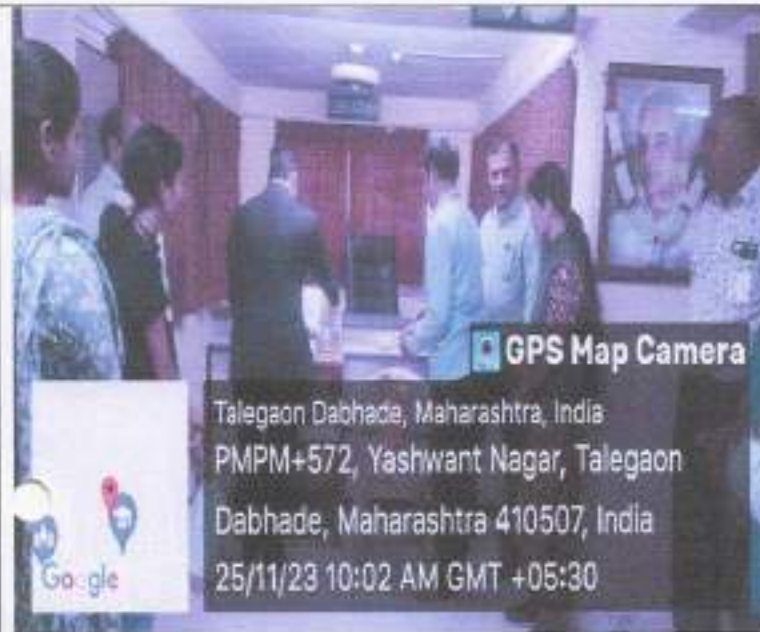 GPS Map Camera
Talegaon Dabhade, Maharashtra, India
PMPM+572, Yashwant Nagar, Talegaon
Dabhade, Maharashtra 410507, India
25/11/23 10:02 AM GMT +05:30
Google